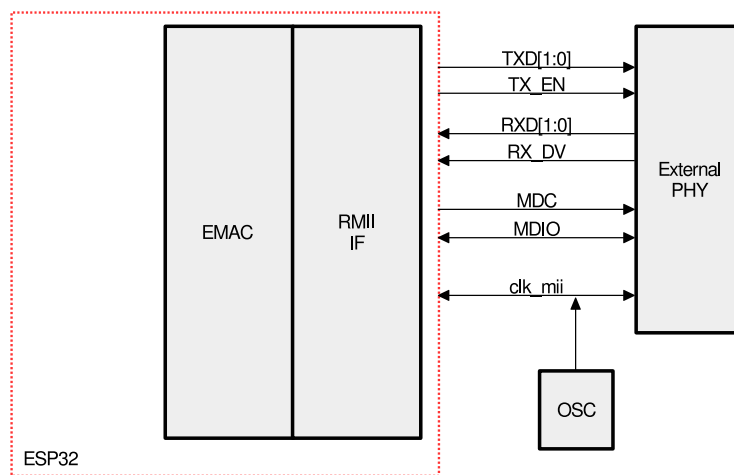 TXD[1:0]
TX_EN
RXD[1:0]
RX_DV
External
PHY
MDC
MDIO
EMAC
RMII
IF
clk_mii
OSC
ESP32